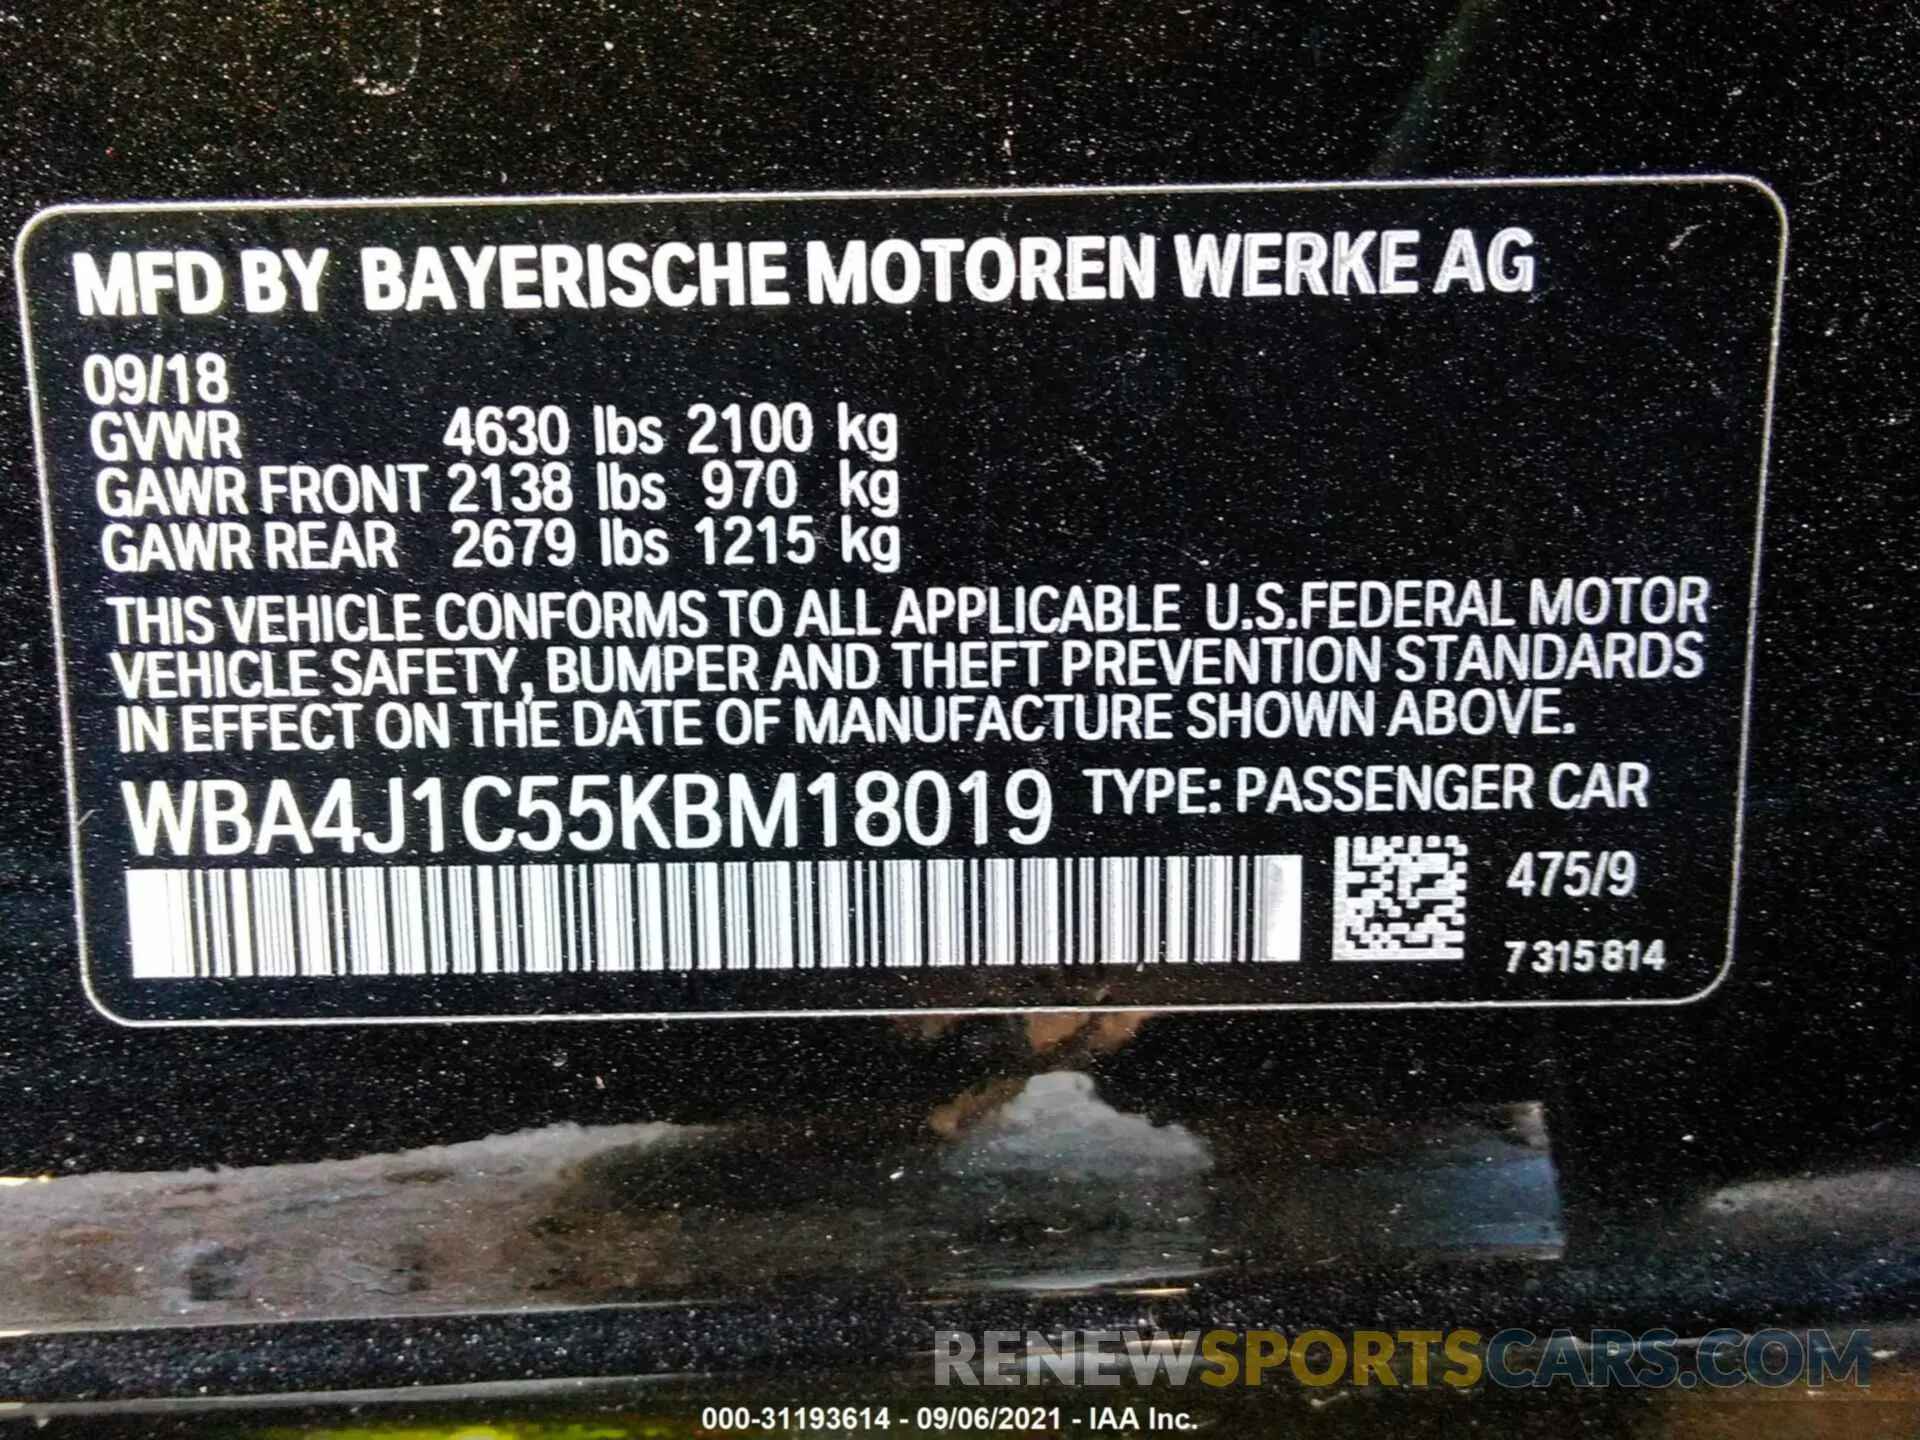 MFD BY BAYERISCHE MOTOREN WERKE AG
09/18
GVWR 4630 lbs 2100 kg
GAWR FRONT 2138 lbs 970 kg
GAWR REAR 2679 lbs 1215 kg
THIS VEHICLE CONFORMS TO ALL APPLICABLE U.S.FEDERAL MOTOR
VEHICLE SAFETY, BUMPER AND THEFT PREVENTION STANDARDS
IN EFFECT ON THE DATE OF MANUFACTURE SHOWN ABOVE.
WBA4J1C55KBM18019 TYPE: PASSENGER CAR
475/9
7 315 814
RENEWSPORTSCARS.COM
000-31193614 - 09/06/2021 - IAA Inc.